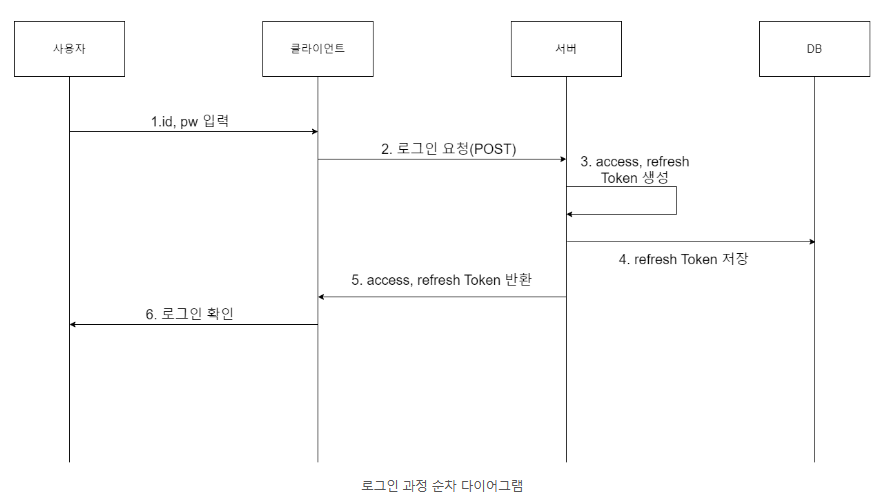 사용자
클라이언트
서버
DB
1.id, pw 입력
2. 로그인 요청(POST)
3. access, refresh
Token 생성
4. refresh Token 저장
5. access, refresh Token 반환
6. 로그인 확인
로그인 과정 순차 다이어그램